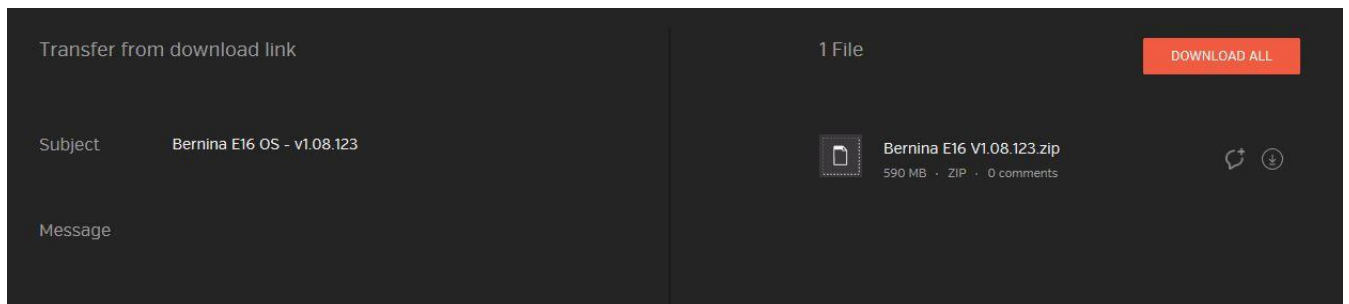 Transfer from download link
Subject Bernina E16 OS - v1.08.123
Message
1 File
DOWNLOAD ALL
Bernina E16 V1.08.123.zip
590 MB · ZIP · 0 comments